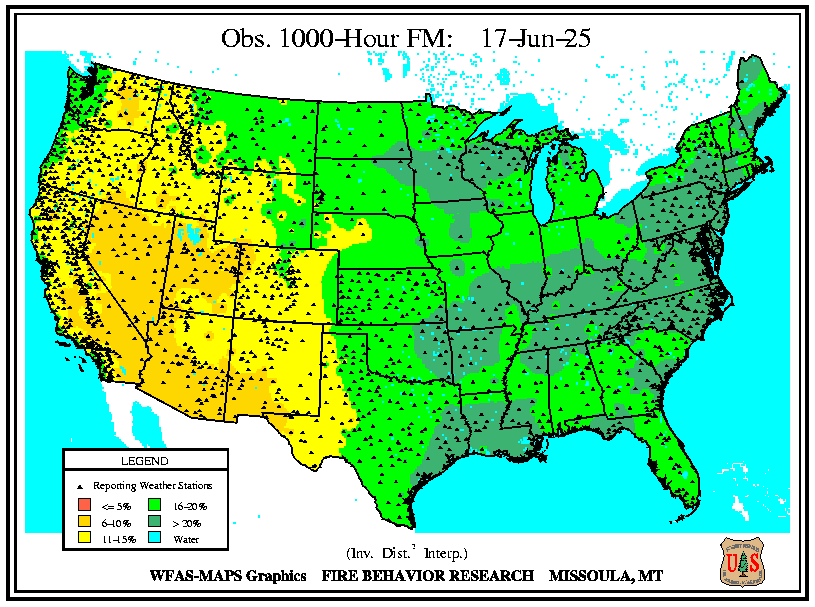 Obs. 1000-Hour FM: 17-Jun-25
LEGEND
Reporting Weather Stations
<= 5% 16-20%
6-10% > 20%
11-15% Water
(Inv. Dist.² Interp.)
WFAS-MAPS Graphics FIRE BEHAVIOR RESEARCH MISSOULA, MT
U S